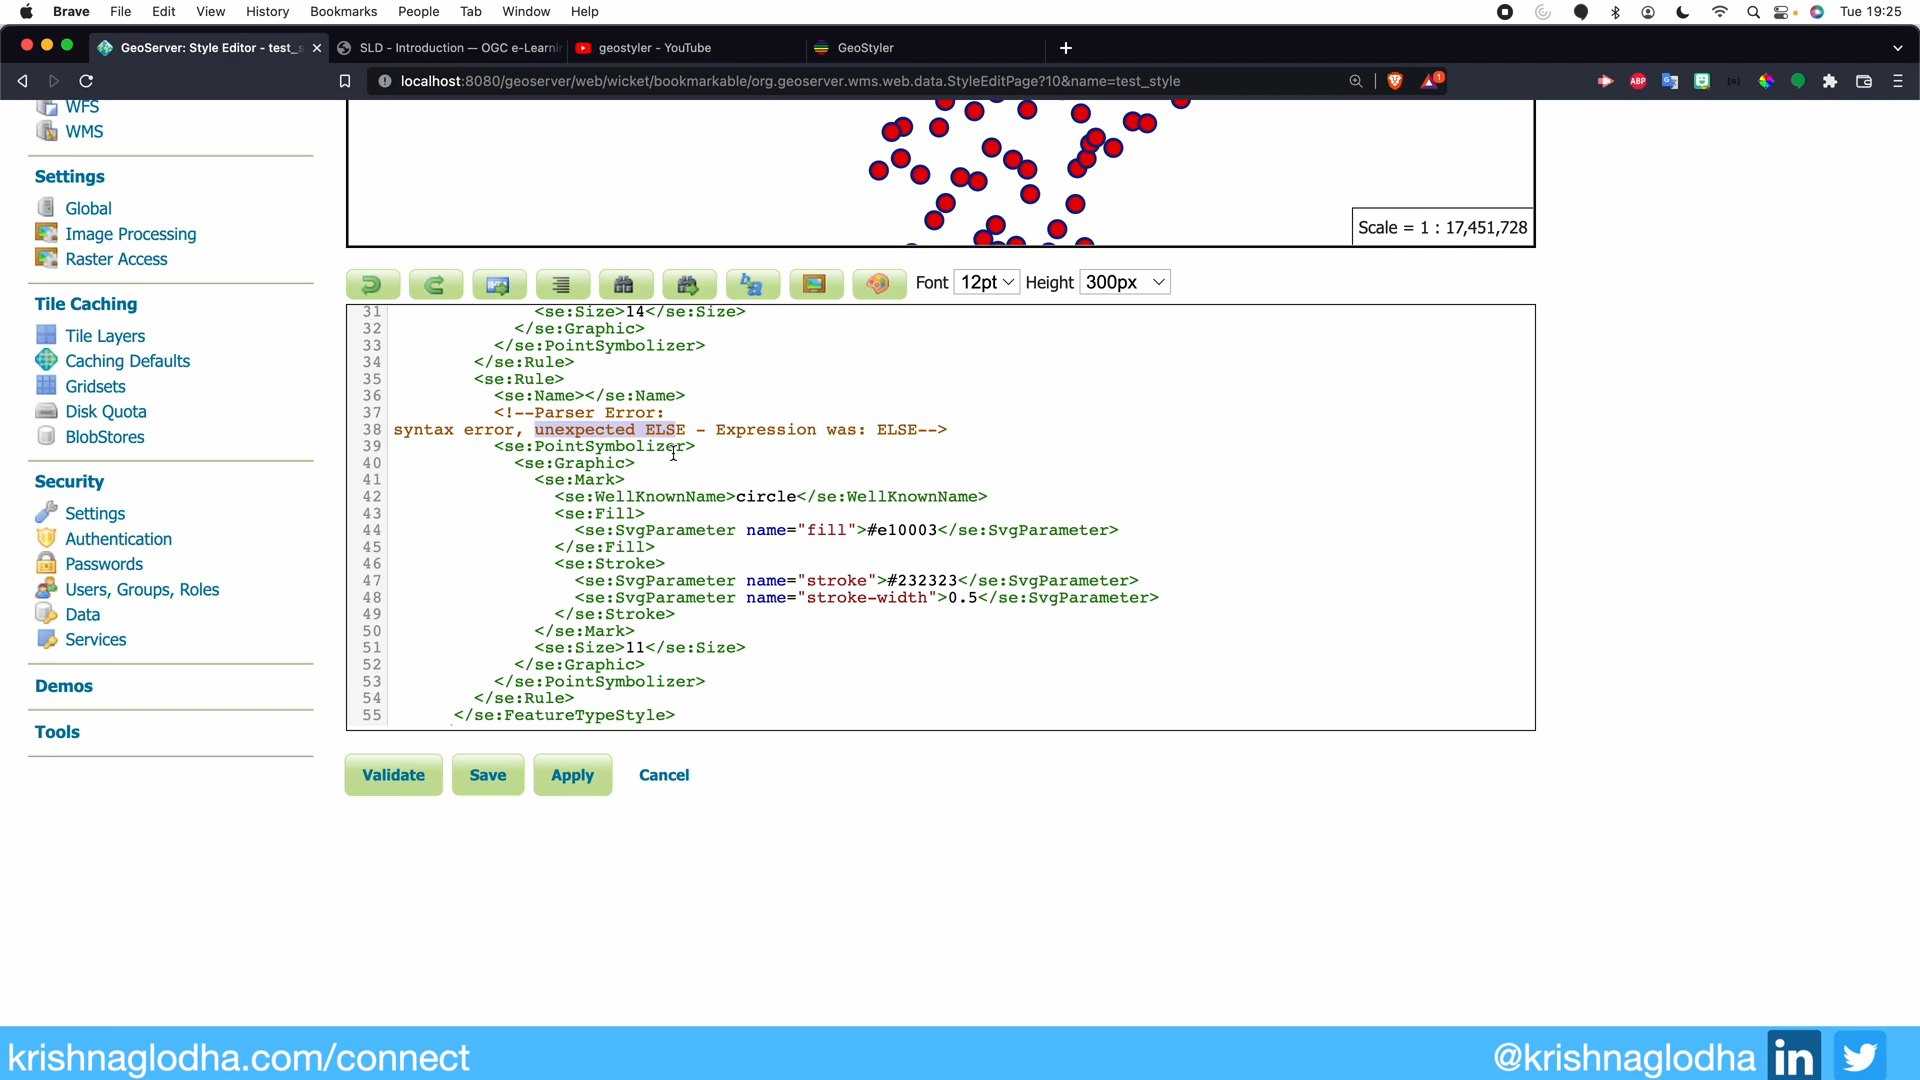 Brave File Edit View History Bookmarks People Tab Window Help Tue 19:25
GeoServer: Style Editor - test_s SLD - Introduction — OGC e-Learni geostyler - YouTube GeoStyler
localhost:8080/geoserver/web/wicket/bookmarkable/org.geoserver.wms.web.data.StyleEditPage?10&name=test_style ABP 1
WFS
WMS
Settings
Global
Image Processing
Raster Access
Tile Caching
Tile Layers
Caching Defaults
Gridsets
Disk Quota
BlobStores
Security
Settings
Authentication
Passwords
Users, Groups, Roles
Data
Services
Demos
Tools
Scale = 1 : 17,451,728
Font 12pt Height 300px
31 <se:Size>14</se:Size>
32 </se:Graphic>
33 </se:PointSymbolizer>
34 </se:Rule>
35 <se:Rule>
36 <se:Name></se:Name>
37 <!--Parser Error:
38 syntax error, unexpected ELSE - Expression was: ELSE-->
39 <se:PointSymbolizer>
40 <se:Graphic>
41 <se:Mark>
42 <se:WellKnownName>circle</se:WellKnownName>
43 <se:Fill>
44 <se:SvgParameter name="fill">#e10003</se:SvgParameter>
45 </se:Fill>
46 <se:Stroke>
47 <se:SvgParameter name="stroke">#232323</se:SvgParameter>
48 <se:SvgParameter name="stroke-width">0.5</se:SvgParameter>
49 </se:Stroke>
50 </se:Mark>
51 <se:Size>11</se:Size>
52 </se:Graphic>
53 </se:PointSymbolizer>
54 </se:Rule>
55 </se:FeatureTypeStyle>
Validate Save Apply Cancel
krishnaglodha.com/connect
@krishnaglodha in